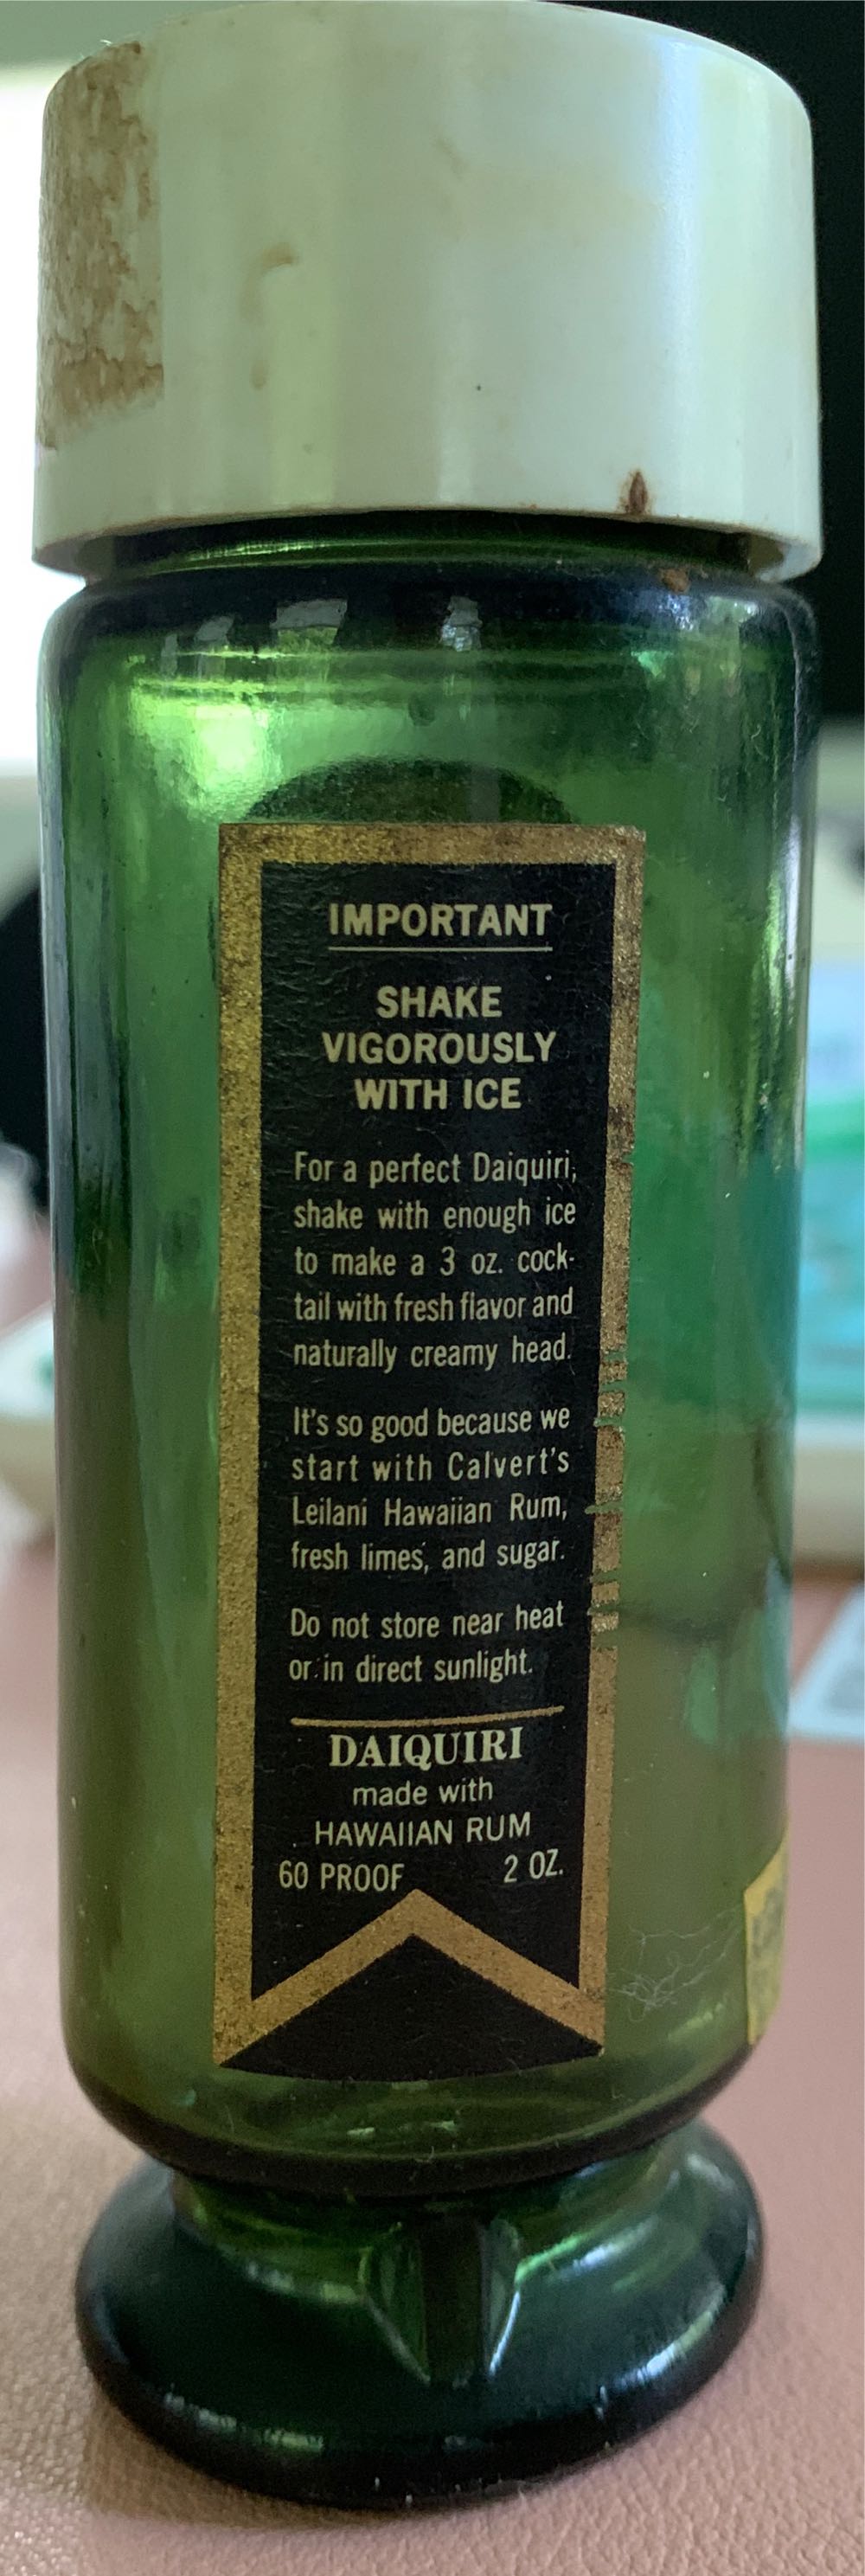 IMPORTANT
SHAKE
VIGOROUSLY
WITH ICE
For a perfect Daiquiri,
shake with enough ice
to make a 3 oz. cock-
tail with fresh flavor and
naturally creamy head.
It's so good because we
start with Calvert's
Leilani Hawaiian Rum,
fresh limes, and sugar.
Do not store near heat
or in direct sunlight.
DAIQUIRI
made with
HAWAIIAN RUM
60 PROOF 2 OZ.